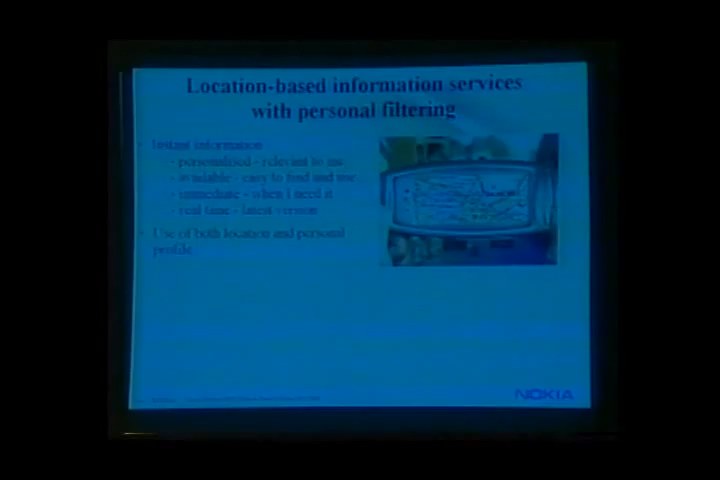 Location-based information services
with personal filtering
• Instant information
- personalised - relevant to me
- available - easy to find and use
- immediate - when I need it
- real time - latest version
• Use of both location and personal
profile
NOKIA